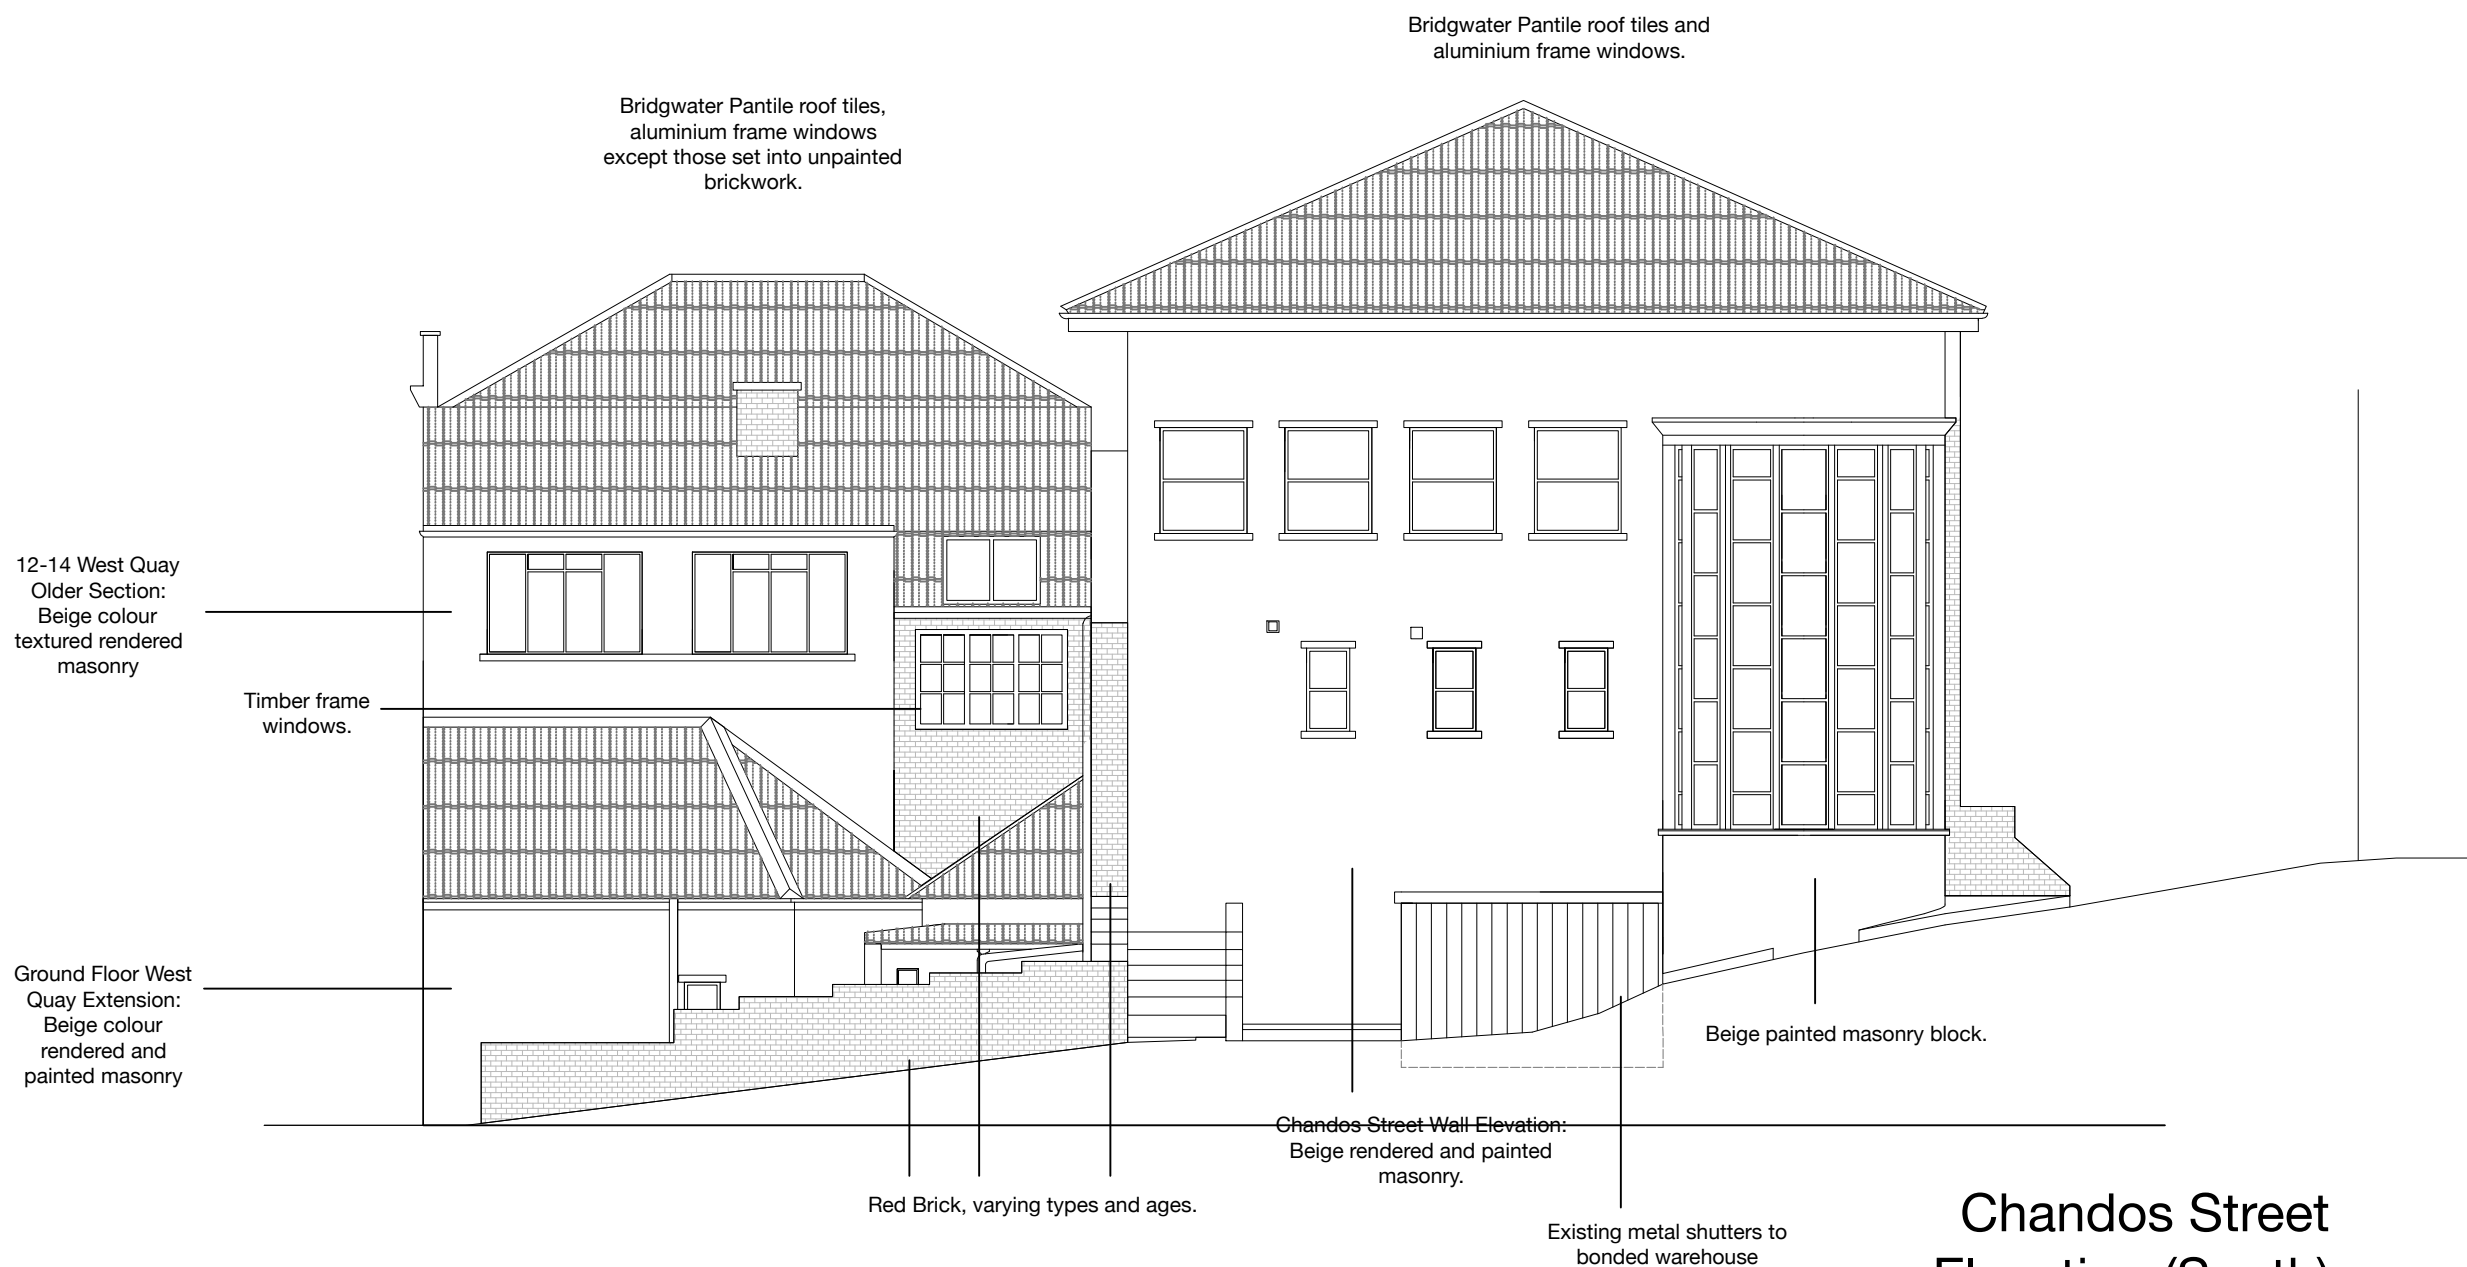 Bridgwater Pantile roof tiles and
aluminium frame windows.
Bridgwater Pantile roof tiles,
aluminium frame windows
except those set into unpainted
brickwork.
12-14 West Quay
Older Section:
Beige colour
textured rendered
masonry
Timber frame
windows.
Ground Floor West
Quay Extension:
Beige colour
rendered and
painted masonry
Beige painted masonry block.
Chandos Street Wall Elevation:
Beige rendered and painted
masonry.
Red Brick, varying types and ages.
Existing metal shutters to
bonded warehouse
Chandos Street
Elevation (South)